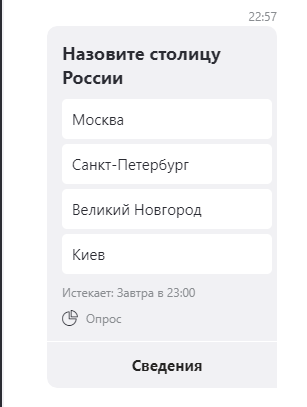 22:57
Назовите столицу
России
Москва
Санкт-Петербург
Великий Новгород
Киев
Истекает: Завтра в 23:00
Опрос
Сведения